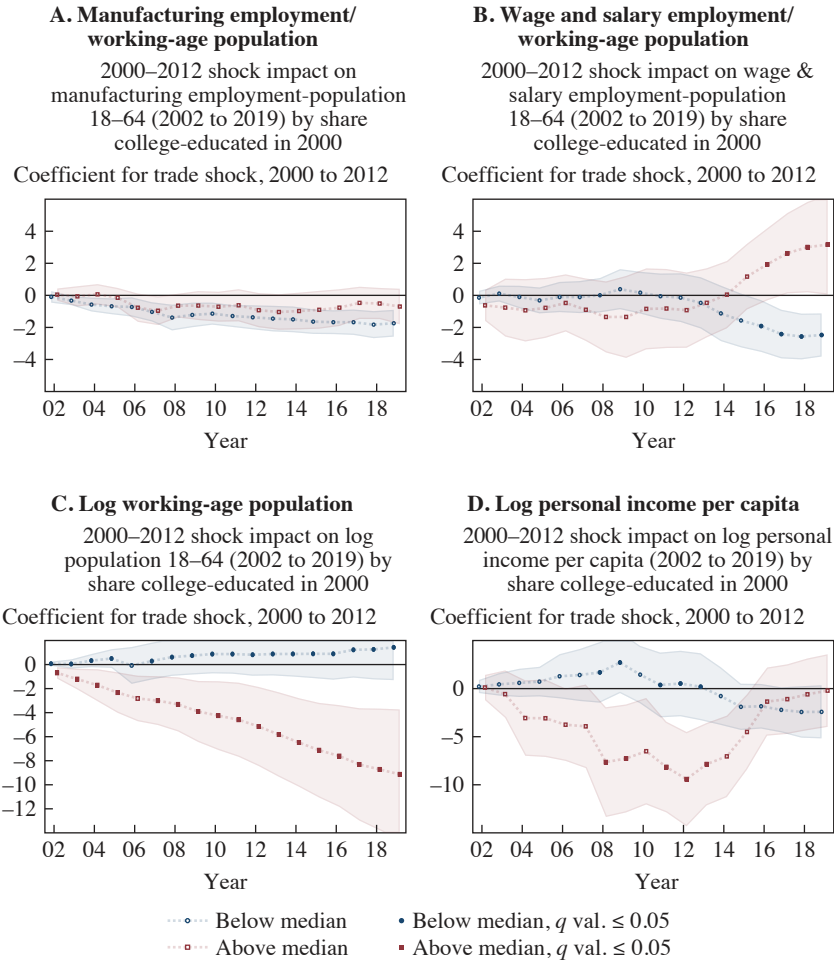 A. Manufacturing employment/
working-age population
2000–2012 shock impact on
manufacturing employment-population
18–64 (2002 to 2019) by share
college-educated in 2000
Coefficient for trade shock, 2000 to 2012
4
2
0
–2
–4
02 04 06 08 10 12 14 16 18
Year
B. Wage and salary employment/
working-age population
2000–2012 shock impact on wage &
salary employment-population
18–64 (2002 to 2019) by share
college-educated in 2000
Coefficient for trade shock, 2000 to 2012
4
2
0
–2
–4
02 04 06 08 10 12 14 16 18
Year
C. Log working-age population
2000–2012 shock impact on log
population 18–64 (2002 to 2019) by
share college-educated in 2000
Coefficient for trade shock, 2000 to 2012
0
–2
–4
–6
–8
–10
–12
02 04 06 08 10 12 14 16 18
Year
D. Log personal income per capita
2000–2012 shock impact on log personal
income per capita (2002 to 2019) by
share college-educated in 2000
Coefficient for trade shock, 2000 to 2012
0
–5
–10
02 04 06 08 10 12 14 16 18
Year
Below median
Below median, q val. ≤ 0.05
Above median
Above median, q val. ≤ 0.05